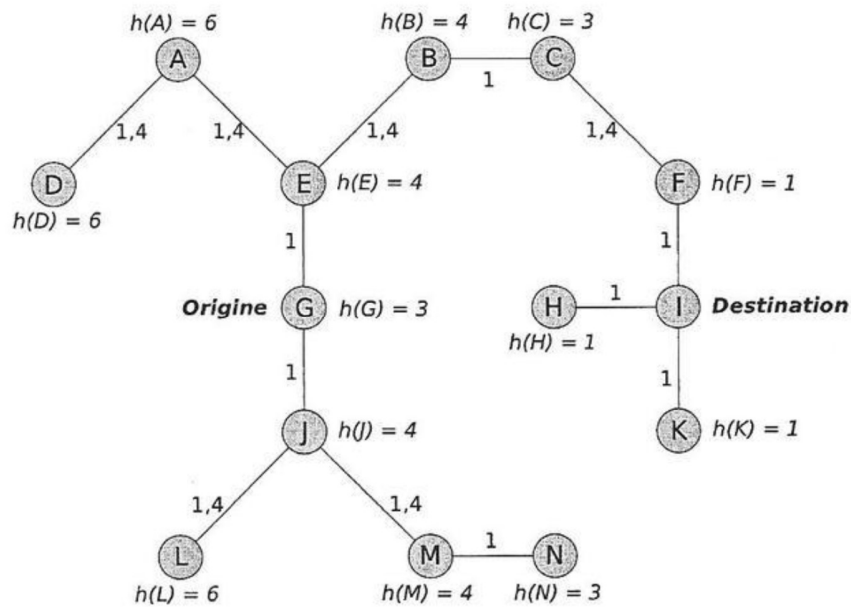 h(A) = 6
h(B) = 4
h(C) = 3
A
B
C
1
1,4
1,4
1,4
1,4
D
E
h(E) = 4
F
h(F) = 1
h(D) = 6
1
1
Origine
G
h(G) = 3
H
1
I
Destination
h(H) = 1
1
1
J
h(J) = 4
K
h(K) = 1
1,4
1,4
L
M
1
N
h(L) = 6
h(M) = 4
h(N) = 3